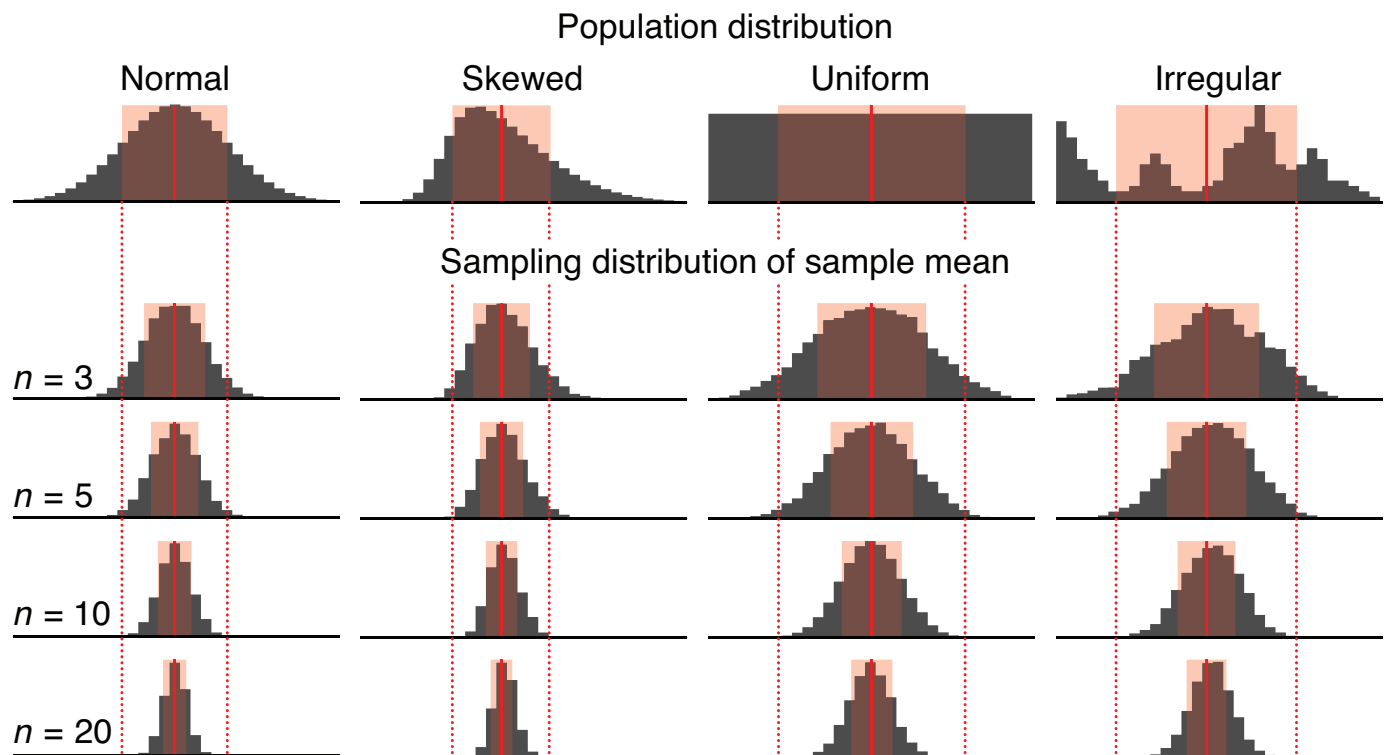 Population distribution
Normal Skewed Uniform Irregular
Sampling distribution of sample mean
n = 3
n = 5
n = 10
n = 20